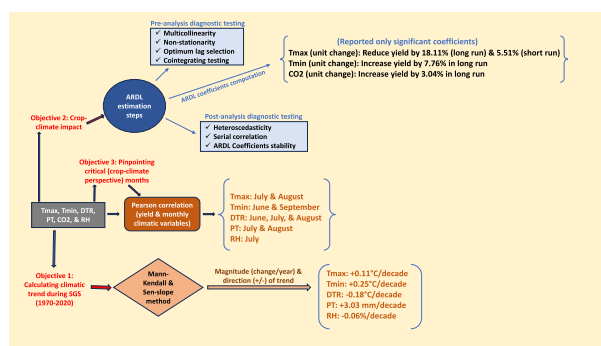 Pre-analysis diagnostic testing
✓ Multicollinearity
✓ Non-stationarity
✓ Optimum lag selection
✓ Cointegrating testing
(Reported only significant coefficients)
Tmax (unit change): Reduce yield by 18.11% (long run) & 5.51% (short run)
Tmin (unit change): Increase yield by 7.76% in long run
CO2 (unit change): Increase yield by 3.04% in long run
ARDL coefficients computation
ARDL
estimation
steps
Objective 2: Crop-
climate impact
Post-analysis diagnostic testing
✓ Heteroscedasticity
✓ Serial correlation
✓ ARDL Coefficients stability
Objective 3: Pinpointing
critical (crop-climate
perspective) months
Tmax, Tmin, DTR,
PT, CO2, & RH
Pearson correlation
(yield & monthly
climatic variables)
Tmax: July & August
Tmin: June & September
DTR: June, July, & August
PT: July & August
RH: July
Objective 1:
Calculating climatic
trend during SGS
(1970-2020)
Mann-
Kendall &
Sen-slope
method
Magnitude (change/year) &
direction (+/-) of trend
Tmax: +0.11°C/decade
Tmin: +0.25°C/decade
DTR: -0.18°C/decade
PT: +3.03 mm/decade
RH: -0.06%/decade